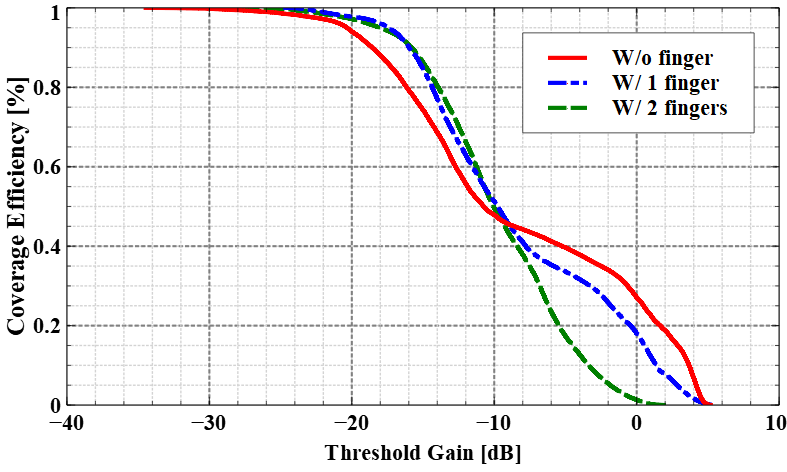 1
0.8
0.6
0.4
0.2
0
Coverage Efficiency [%]
W/o finger
W/ 1 finger
W/ 2 fingers
−40 −30 −20 −10 0 10
Threshold Gain [dB]